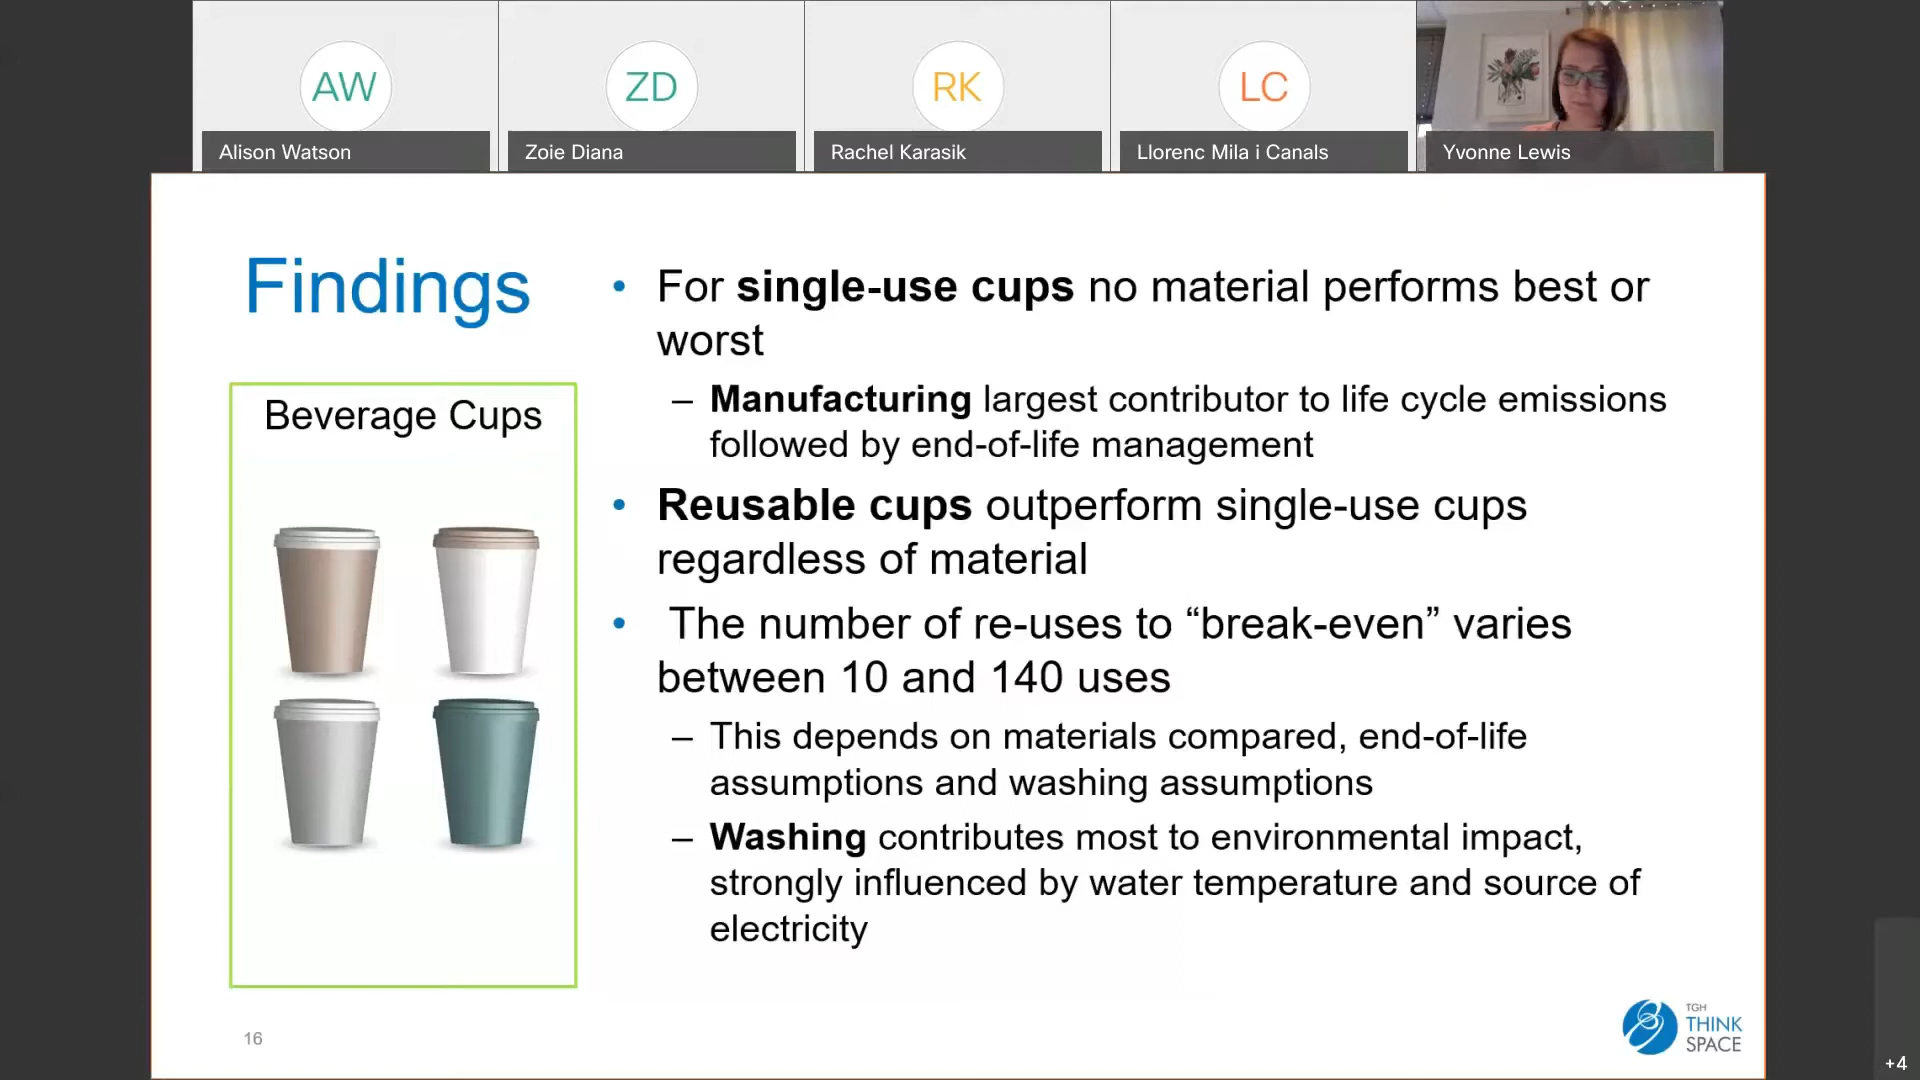 AW
ZD
RK
LC
Alison Watson
Zoie Diana
Rachel Karasik
Llorenc Mila i Canals
Yvonne Lewis
Findings
Beverage Cups
• For single-use cups no material performs best or
worst
– Manufacturing largest contributor to life cycle emissions
followed by end-of-life management
• Reusable cups outperform single-use cups
regardless of material
• The number of re-uses to “break-even” varies
between 10 and 140 uses
– This depends on materials compared, end-of-life
assumptions and washing assumptions
– Washing contributes most to environmental impact,
strongly influenced by water temperature and source of
electricity
16
TGH
THINK
SPACE
+4